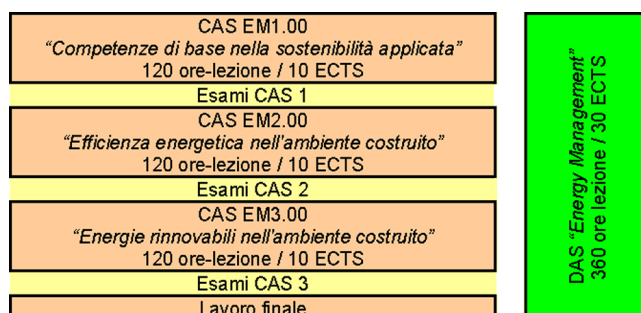 CAS EM1.00
“Competenze di base nella sostenibilità applicata”
120 ore-lezione / 10 ECTS
Esami CAS 1
CAS EM2.00
“Efficienza energetica nell’ambiente costruito”
120 ore-lezione / 10 ECTS
Esami CAS 2
CAS EM3.00
“Energie rinnovabili nell’ambiente costruito”
120 ore-lezione / 10 ECTS
Esami CAS 3
Lavoro finale
DAS “Energy Management”
360 ore lezione / 30 ECTS